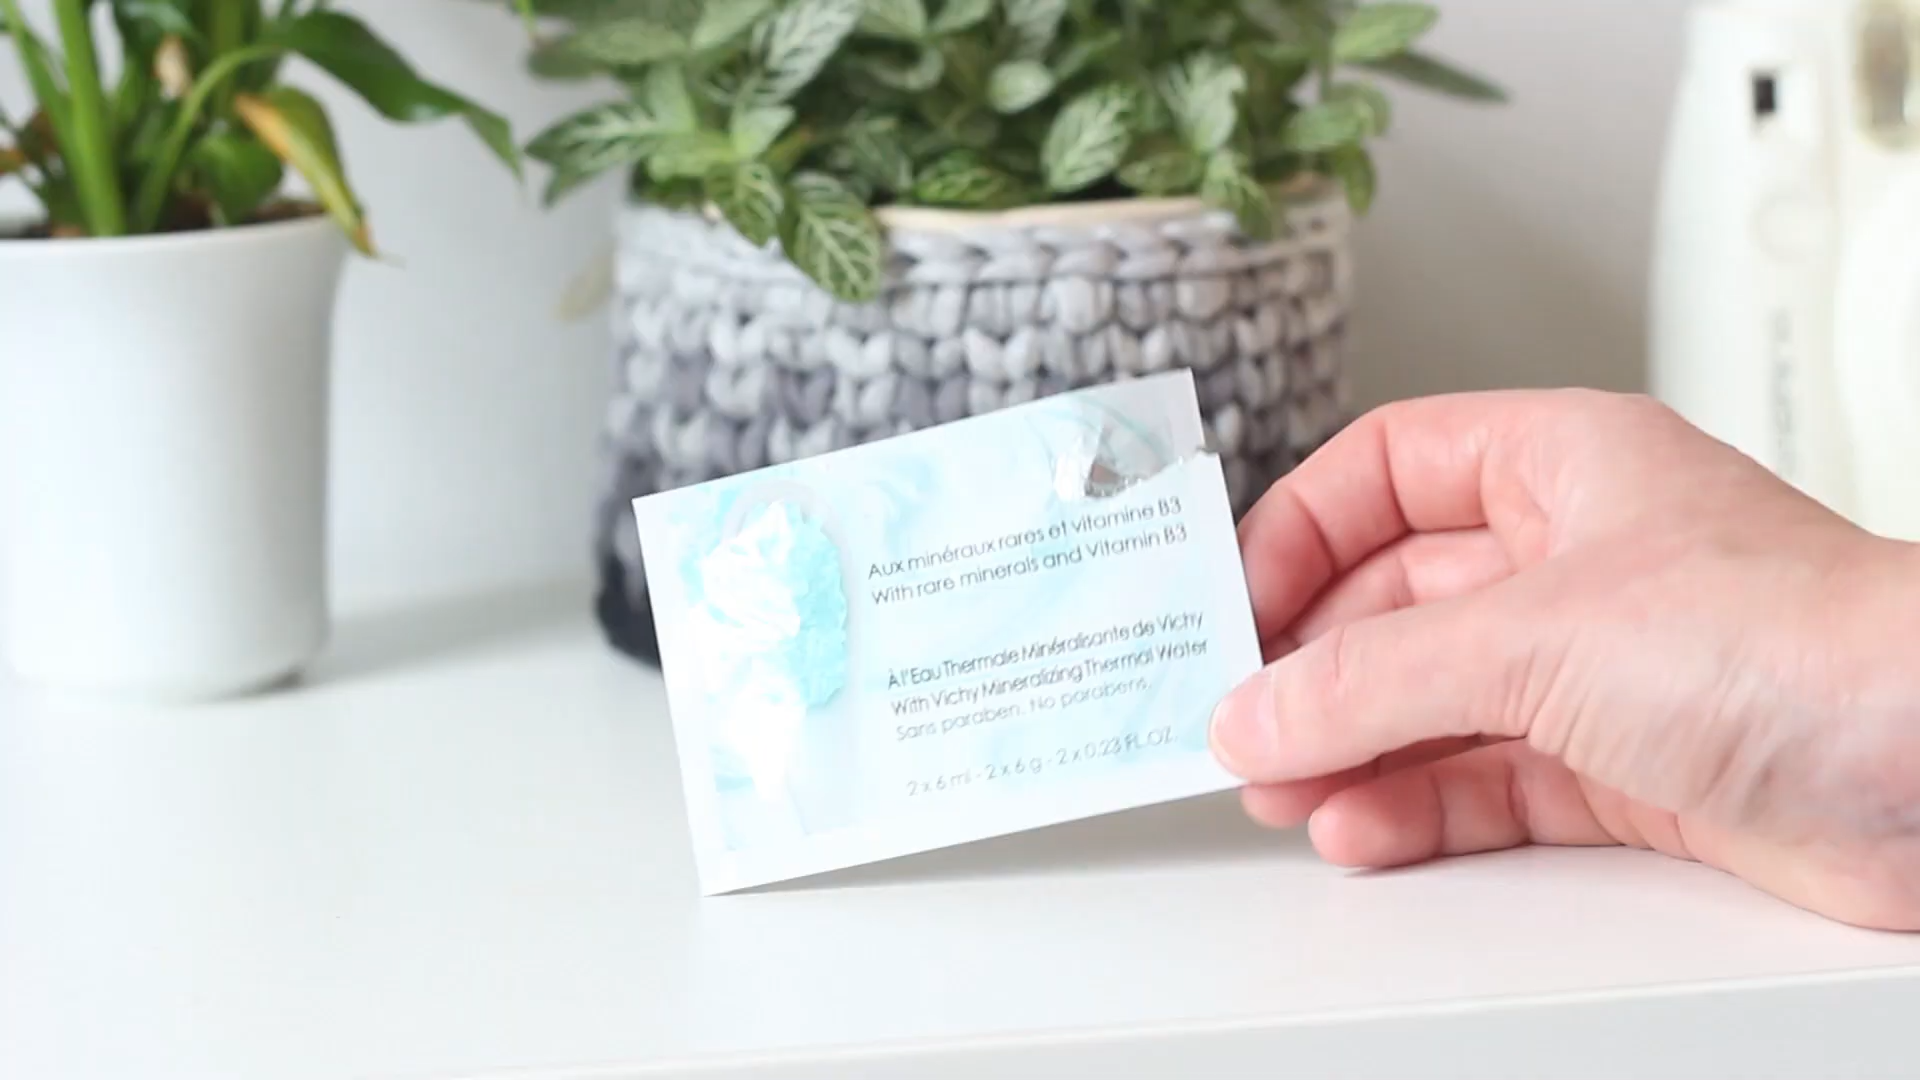 Aux minéraux rares et vitamine B3
With rare minerals and Vitamin B3
À l'Eau Thermale Minéralisante de Vichy
With Vichy Mineralizing Thermal Water
Sans paraben. No parabens.
2 x 6 ml - 2 x 6 g - 2 x 0.23 FL.OZ.